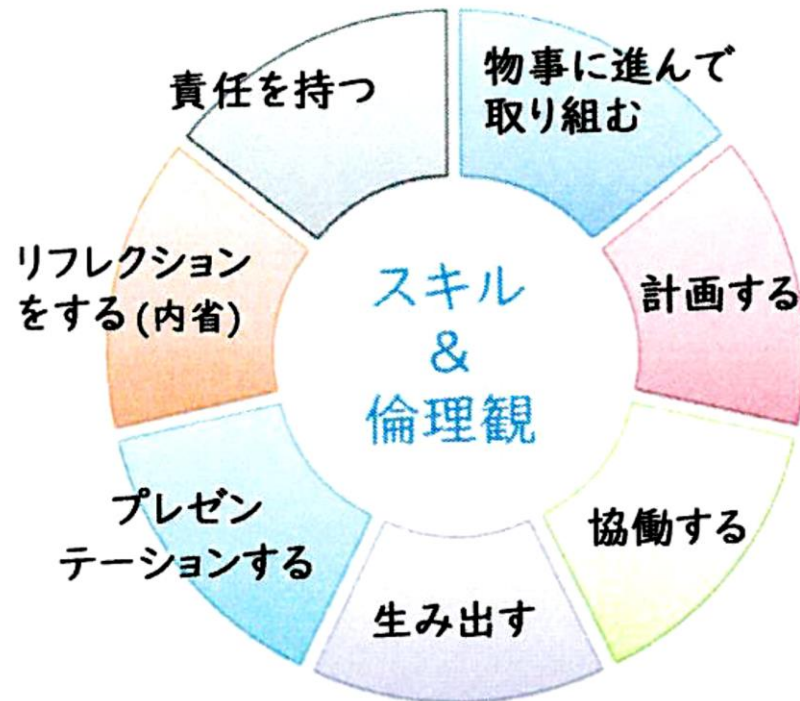 スキル
&
倫理観
物事に進んで
取り組む
計画する
協働する
生み出す
プレゼン
テーションする
リフレクション
をする(内省)
責任を持つ